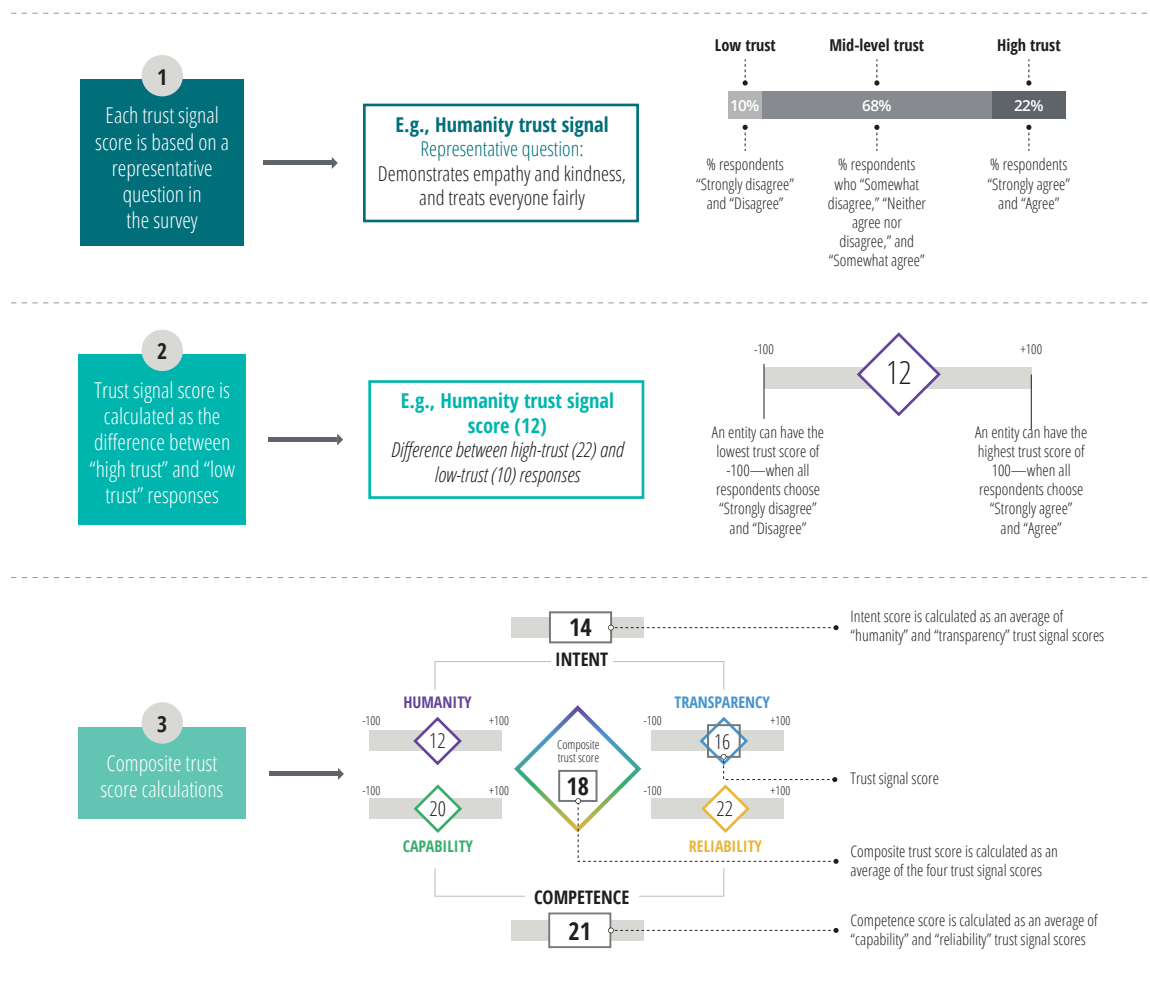 1
Each trust signal
score is based on a
representative
question in
the survey
E.g., Humanity trust signal
Representative question:
Demonstrates empathy and kindness,
and treats everyone fairly
Low trust
Mid-level trust
High trust
10%
68%
22%
% respondents
“Strongly disagree”
and “Disagree”
% respondents
who “Somewhat
disagree,” “Neither
agree nor
disagree,” and
“Somewhat agree”
% respondents
“Strongly agree”
and “Agree”
2
Trust signal score is
calculated as the
difference between
“high trust” and “low
trust” responses
E.g., Humanity trust signal
score (12)
Difference between high-trust (22) and
low-trust (10) responses
-100
12
+100
An entity can have the
lowest trust score of
-100—when all
respondents choose
“Strongly disagree”
and “Disagree”
An entity can have the
highest trust score of
100—when all
respondents choose
“Strongly agree”
and “Agree”
3
Composite trust
score calculations
14
INTENT
Intent score is calculated as an average of
“humanity” and “transparency” trust signal scores
HUMANITY
-100
+100
12
TRANSPARENCY
-100
+100
16
Composite
trust score
18
Trust signal score
-100
+100
20
CAPABILITY
-100
+100
22
RELIABILITY
Composite trust score is calculated as an
average of the four trust signal scores
COMPETENCE
21
Competence score is calculated as an average of
“capability” and “reliability” trust signal scores